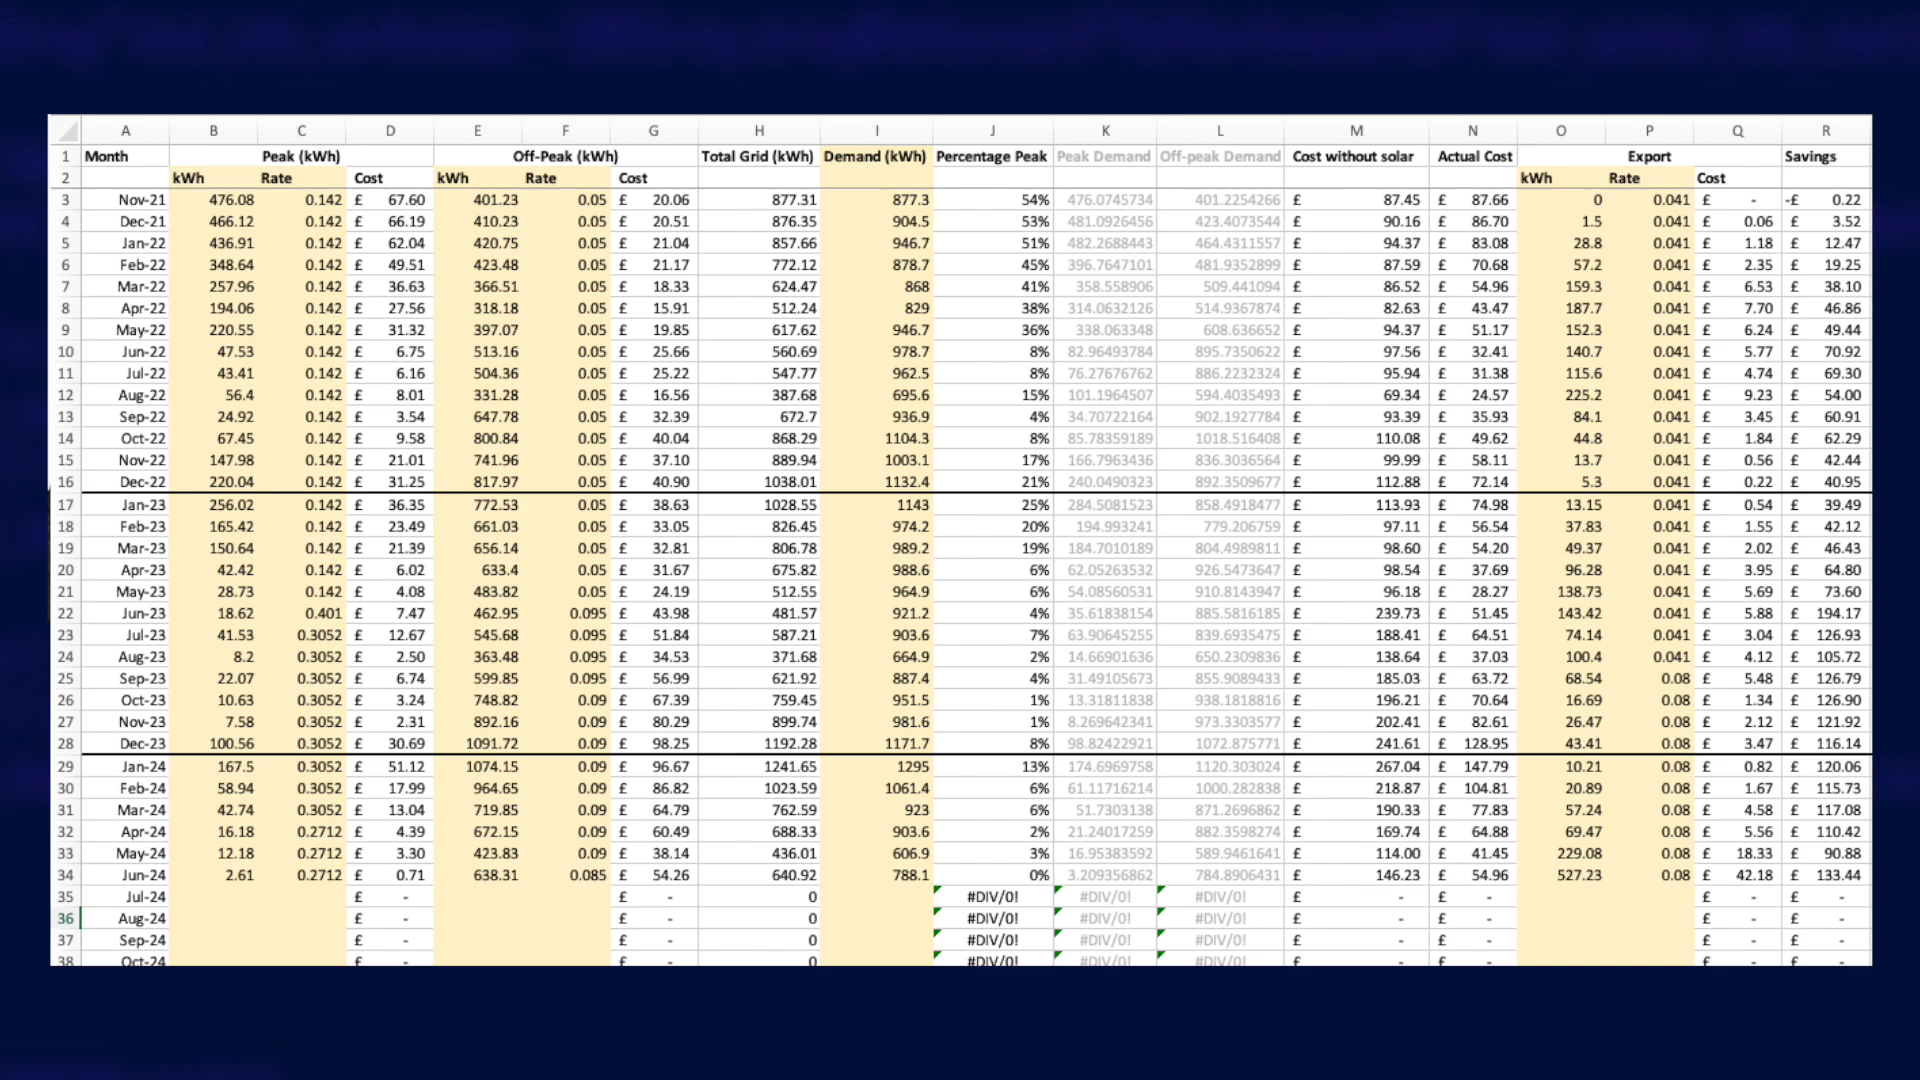 A B C D E F G H I J K L M N O P Q R
1 Month Peak (kWh) Off-Peak (kWh) Total Grid (kWh) Demand (kWh) Percentage Peak Peak Demand Off-peak Demand Cost without solar Actual Cost Export Savings
2 kWh Rate Cost kWh Rate Cost kWh Rate Cost
3 Nov-21 476.08 0.142 £ 67.60 401.23 0.05 £ 20.06 877.31 877.3 54% 476.0745734 401.2254266 £ 87.45 £ 87.66 0 0.041 £ - -£ 0.22
4 Dec-21 466.12 0.142 £ 66.19 410.23 0.05 £ 20.51 876.35 904.5 53% 481.0926456 423.4073544 £ 90.16 £ 86.70 1.5 0.041 £ 0.06 £ 3.52
5 Jan-22 436.91 0.142 £ 62.04 420.75 0.05 £ 21.04 857.66 946.7 51% 482.2688443 464.4311557 £ 94.37 £ 83.08 28.8 0.041 £ 1.18 £ 12.47
6 Feb-22 348.64 0.142 £ 49.51 423.48 0.05 £ 21.17 772.12 878.7 45% 396.7647101 481.9352899 £ 87.59 £ 70.68 57.2 0.041 £ 2.35 £ 19.25
7 Mar-22 257.96 0.142 £ 36.63 366.51 0.05 £ 18.33 624.47 868 41% 358.558906 509.441094 £ 86.52 £ 54.96 159.3 0.041 £ 6.53 £ 38.10
8 Apr-22 194.06 0.142 £ 27.56 318.18 0.05 £ 15.91 512.24 829 38% 314.0632126 514.9367874 £ 82.63 £ 43.47 187.7 0.041 £ 7.70 £ 46.86
9 May-22 220.55 0.142 £ 31.32 397.07 0.05 £ 19.85 617.62 946.7 36% 338.063348 608.636652 £ 94.37 £ 51.17 152.3 0.041 £ 6.24 £ 49.44
10 Jun-22 47.53 0.142 £ 6.75 513.16 0.05 £ 25.66 560.69 978.7 8% 82.96493784 895.7350622 £ 97.56 £ 32.41 140.7 0.041 £ 5.77 £ 70.92
11 Jul-22 43.41 0.142 £ 6.16 504.36 0.05 £ 25.22 547.77 962.5 8% 76.27676762 886.2232324 £ 95.94 £ 31.38 115.6 0.041 £ 4.74 £ 69.30
12 Aug-22 56.4 0.142 £ 8.01 331.28 0.05 £ 16.56 387.68 695.6 15% 101.1964507 594.4035493 £ 69.34 £ 24.57 225.2 0.041 £ 9.23 £ 54.00
13 Sep-22 24.92 0.142 £ 3.54 647.78 0.05 £ 32.39 672.7 936.9 4% 34.70722164 902.1927784 £ 93.39 £ 35.93 84.1 0.041 £ 3.45 £ 60.91
14 Oct-22 67.45 0.142 £ 9.58 800.84 0.05 £ 40.04 868.29 1104.3 8% 85.78359189 1018.516408 £ 110.08 £ 49.62 44.8 0.041 £ 1.84 £ 62.29
15 Nov-22 147.98 0.142 £ 21.01 741.96 0.05 £ 37.10 889.94 1003.1 17% 166.7963436 836.3036564 £ 99.99 £ 58.11 13.7 0.041 £ 0.56 £ 42.44
16 Dec-22 220.04 0.142 £ 31.25 817.97 0.05 £ 40.90 1038.01 1132.4 21% 240.0490323 892.3509677 £ 112.88 £ 72.14 5.3 0.041 £ 0.22 £ 40.95
17 Jan-23 256.02 0.142 £ 36.35 772.53 0.05 £ 38.63 1028.55 1143 25% 284.5081523 858.4918477 £ 113.93 £ 74.98 13.15 0.041 £ 0.54 £ 39.49
18 Feb-23 165.42 0.142 £ 23.49 661.03 0.05 £ 33.05 826.45 974.2 20% 194.993241 779.206759 £ 97.11 £ 56.54 37.83 0.041 £ 1.55 £ 42.12
19 Mar-23 150.64 0.142 £ 21.39 656.14 0.05 £ 32.81 806.78 989.2 19% 184.7010189 804.4989811 £ 98.60 £ 54.20 49.37 0.041 £ 2.02 £ 46.43
20 Apr-23 42.42 0.142 £ 6.02 633.4 0.05 £ 31.67 675.82 988.6 6% 62.05263532 926.5473647 £ 98.54 £ 37.69 96.28 0.041 £ 3.95 £ 64.80
21 May-23 28.73 0.142 £ 4.08 483.82 0.05 £ 24.19 512.55 964.9 6% 54.08560531 910.8143947 £ 96.18 £ 28.27 138.73 0.041 £ 5.69 £ 73.60
22 Jun-23 18.62 0.401 £ 7.47 462.95 0.095 £ 43.98 481.57 921.2 4% 35.61838154 885.5816185 £ 239.73 £ 51.45 143.42 0.041 £ 5.88 £ 194.17
23 Jul-23 41.53 0.3052 £ 12.67 545.68 0.095 £ 51.84 587.21 903.6 7% 63.90645255 839.6935475 £ 188.41 £ 64.51 74.14 0.041 £ 3.04 £ 126.93
24 Aug-23 8.2 0.3052 £ 2.50 363.48 0.095 £ 34.53 371.68 664.9 2% 14.66901636 650.2309836 £ 138.64 £ 37.03 100.4 0.041 £ 4.12 £ 105.72
25 Sep-23 22.07 0.3052 £ 6.74 599.85 0.095 £ 56.99 621.92 887.4 4% 31.49105673 855.9089433 £ 185.03 £ 63.72 68.54 0.08 £ 5.48 £ 126.79
26 Oct-23 10.63 0.3052 £ 3.24 748.82 0.09 £ 67.39 759.45 951.5 1% 13.31811838 938.1818816 £ 196.21 £ 70.64 16.69 0.08 £ 1.34 £ 126.90
27 Nov-23 7.58 0.3052 £ 2.31 892.16 0.09 £ 80.29 899.74 981.6 1% 8.269642341 973.3303577 £ 202.41 £ 82.61 26.47 0.08 £ 2.12 £ 121.92
28 Dec-23 100.56 0.3052 £ 30.69 1091.72 0.09 £ 98.25 1192.28 1171.7 8% 98.82422921 1072.875771 £ 241.61 £ 128.95 43.41 0.08 £ 3.47 £ 116.14
29 Jan-24 167.5 0.3052 £ 51.12 1074.15 0.09 £ 96.67 1241.65 1295 13% 174.6969758 1120.303024 £ 267.04 £ 147.79 10.21 0.08 £ 0.82 £ 120.06
30 Feb-24 58.94 0.3052 £ 17.99 964.65 0.09 £ 86.82 1023.59 1061.4 6% 61.11716214 1000.282838 £ 218.87 £ 104.81 20.89 0.08 £ 1.67 £ 115.73
31 Mar-24 42.74 0.3052 £ 13.04 719.85 0.09 £ 64.79 762.59 923 6% 51.7303138 871.2696862 £ 190.33 £ 77.83 57.24 0.08 £ 4.58 £ 117.08
32 Apr-24 16.18 0.2712 £ 4.39 672.15 0.09 £ 60.49 688.33 903.6 2% 21.24017259 882.3598274 £ 169.74 £ 64.88 69.47 0.08 £ 5.56 £ 110.42
33 May-24 12.18 0.2712 £ 3.30 423.83 0.09 £ 38.14 436.01 606.9 3% 16.95383592 589.9461641 £ 114.00 £ 41.45 229.08 0.08 £ 18.33 £ 90.88
34 Jun-24 2.61 0.2712 £ 0.71 638.31 0.085 £ 54.26 640.92 788.1 0% 3.209356862 784.8906431 £ 146.23 £ 54.96 527.23 0.08 £ 42.18 £ 133.44
35 Jul-24 £ - £ - 0 #DIV/0! #DIV/0! #DIV/0! £ - £ - £ - £ -
36 Aug-24 £ - £ - 0 #DIV/0! #DIV/0! #DIV/0! £ - £ - £ - £ -
37 Sep-24 £ - £ - 0 #DIV/0! #DIV/0! #DIV/0! £ - £ - £ - £ -
38 Oct-24 £ - £ - 0 #DIV/0! #DIV/0! #DIV/0! £ - £ - £ - £ -